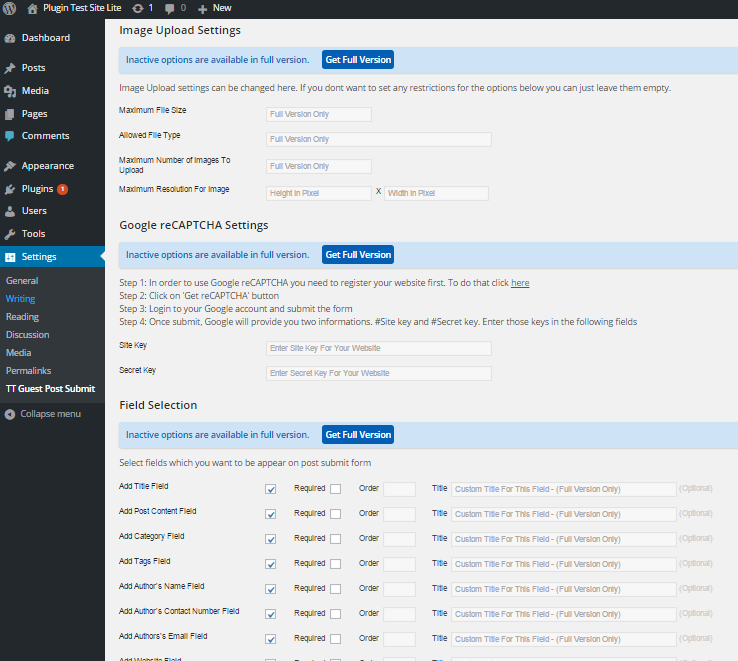 Plugin Test Site Lite 1 0 New
Dashboard
Posts
Media
Pages
Comments
Appearance
Plugins 1
Users
Tools
Settings
General
Writing
Reading
Discussion
Media
Permalinks
TT Guest Post Submit
Collapse menu
Image Upload Settings
Inactive options are available in full version. Get Full Version
Image Upload settings can be changed here. If you dont want to set any restrictions for the options below you can just leave them empty.
Maximum File Size Full Version Only
Allowed File Type Full Version Only
Maximum Number of Images To
Upload Full Version Only
Maximum Resolution For Image Height In Pixel X Width In Pixel
Google reCAPTCHA Settings
Inactive options are available in full version. Get Full Version
Step 1: In order to use Google reCAPTCHA you need to register your website first. To do that click here
Step 2: Click on 'Get reCAPTCHA' button
Step 3: Login to your Google account and submit the form
Step 4: Once submit, Google will provide you two informations. #Site key and #Secret key. Enter those keys in the following fields
Site Key Enter Site Key For Your Website
Secret Key Enter Secret Key For Your Website
Field Selection
Inactive options are available in full version. Get Full Version
Select fields which you want to be appear on post submit form
Add Title Field Required Order Title Custom Title For This Field - (Full Version Only) (Optional)
Add Post Content Field Required Order Title Custom Title For This Field - (Full Version Only) (Optional)
Add Category Field Required Order Title Custom Title For This Field - (Full Version Only) (Optional)
Add Tags Field Required Order Title Custom Title For This Field - (Full Version Only) (Optional)
Add Author's Name Field Required Order Title Custom Title For This Field - (Full Version Only) (Optional)
Add Author's Contact Number Field Required Order Title Custom Title For This Field - (Full Version Only) (Optional)
Add Authors's Email Field Required Order Title Custom Title For This Field - (Full Version Only) (Optional)
Add Website Field